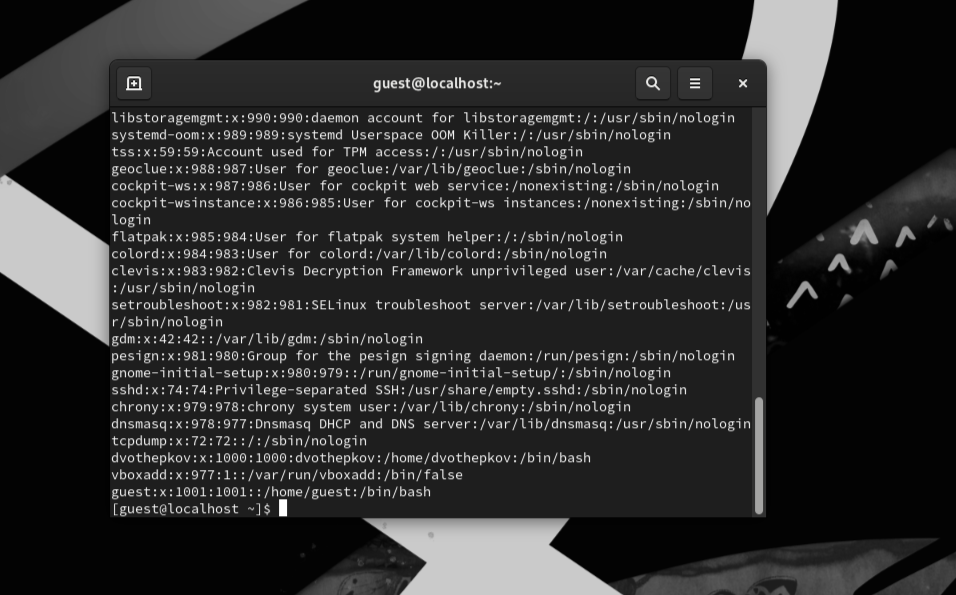 guest@localhost:~
libstoragemgmt:x:990:990:daemon account for libstoragemgmt:/:/usr/sbin/nologin
systemd-oom:x:989:989:systemd Userspace OOM Killer:/:/usr/sbin/nologin
tss:x:59:59:Account used for TPM access:/:/usr/sbin/nologin
geoclue:x:988:987:User for geoclue:/var/lib/geoclue:/sbin/nologin
cockpit-ws:x:987:986:User for cockpit web service:/nonexisting:/sbin/nologin
cockpit-wsinstance:x:986:985:User for cockpit-ws instances:/nonexisting:/sbin/no
login
flatpak:x:985:984:User for flatpak system helper:/:/sbin/nologin
colord:x:984:983:User for colord:/var/lib/colord:/sbin/nologin
clevis:x:983:982:Clevis Decryption Framework unprivileged user:/var/cache/clevis
:/usr/sbin/nologin
setroubleshoot:x:982:981:SELinux troubleshoot server:/var/lib/setroubleshoot:/us
r/sbin/nologin
gdm:x:42:42::/var/lib/gdm:/sbin/nologin
pesign:x:981:980:Group for the pesign signing daemon:/run/pesign:/sbin/nologin
gnome-initial-setup:x:980:979::/run/gnome-initial-setup/:/sbin/nologin
sshd:x:74:74:Privilege-separated SSH:/usr/share/empty.sshd:/sbin/nologin
chrony:x:979:978:chrony system user:/var/lib/chrony:/sbin/nologin
dnsmasq:x:978:977:Dnsmasq DHCP and DNS server:/var/lib/dnsmasq:/usr/sbin/nologin
tcpdump:x:72:72::/:/sbin/nologin
dvothepkov:x:1000:1000:dvothepkov:/home/dvothepkov:/bin/bash
vboxadd:x:977:1::/var/run/vboxadd:/bin/false
guest:x:1001:1001::/home/guest:/bin/bash
[guest@localhost ~]$